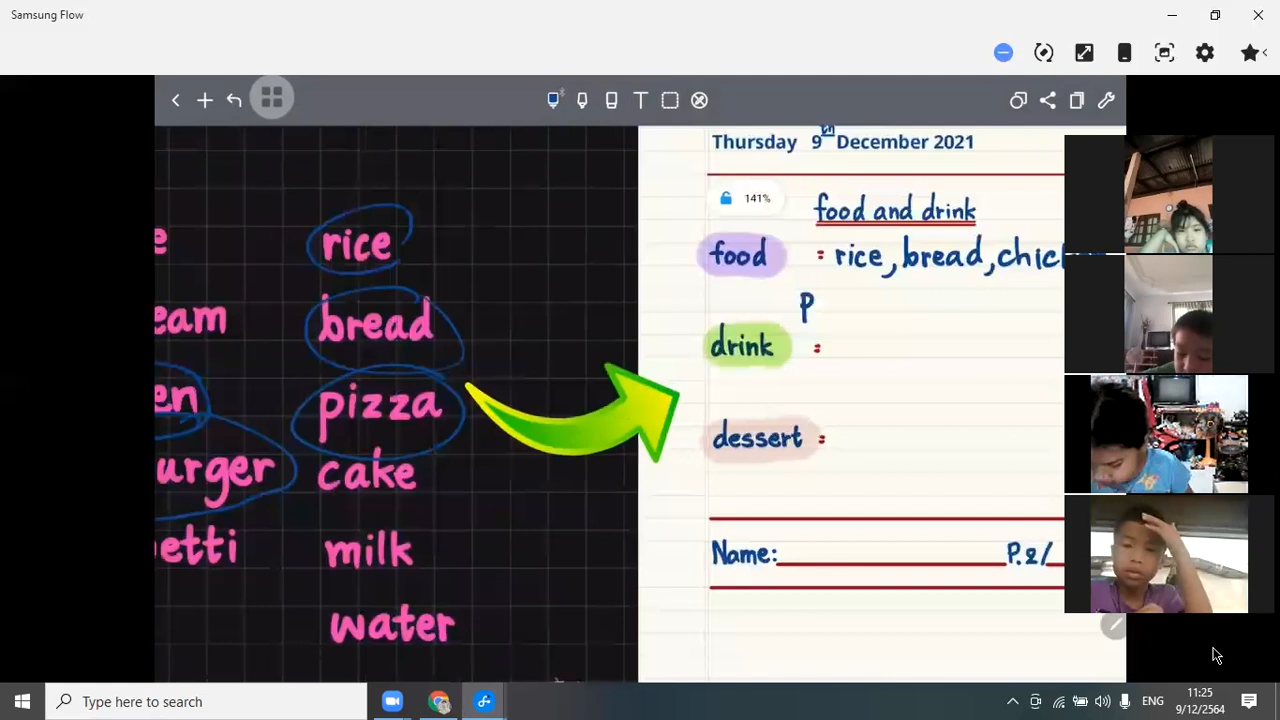 Samsung Flow
Thursday 9th December 2021
141%
food and drink
food : rice, bread, chic
p
drink :
dessert :
Name: P.2/
e
eam
en
urger
etti
rice
bread
pizza
cake
milk
water
Type here to search
ENG
11:25
9/12/2564